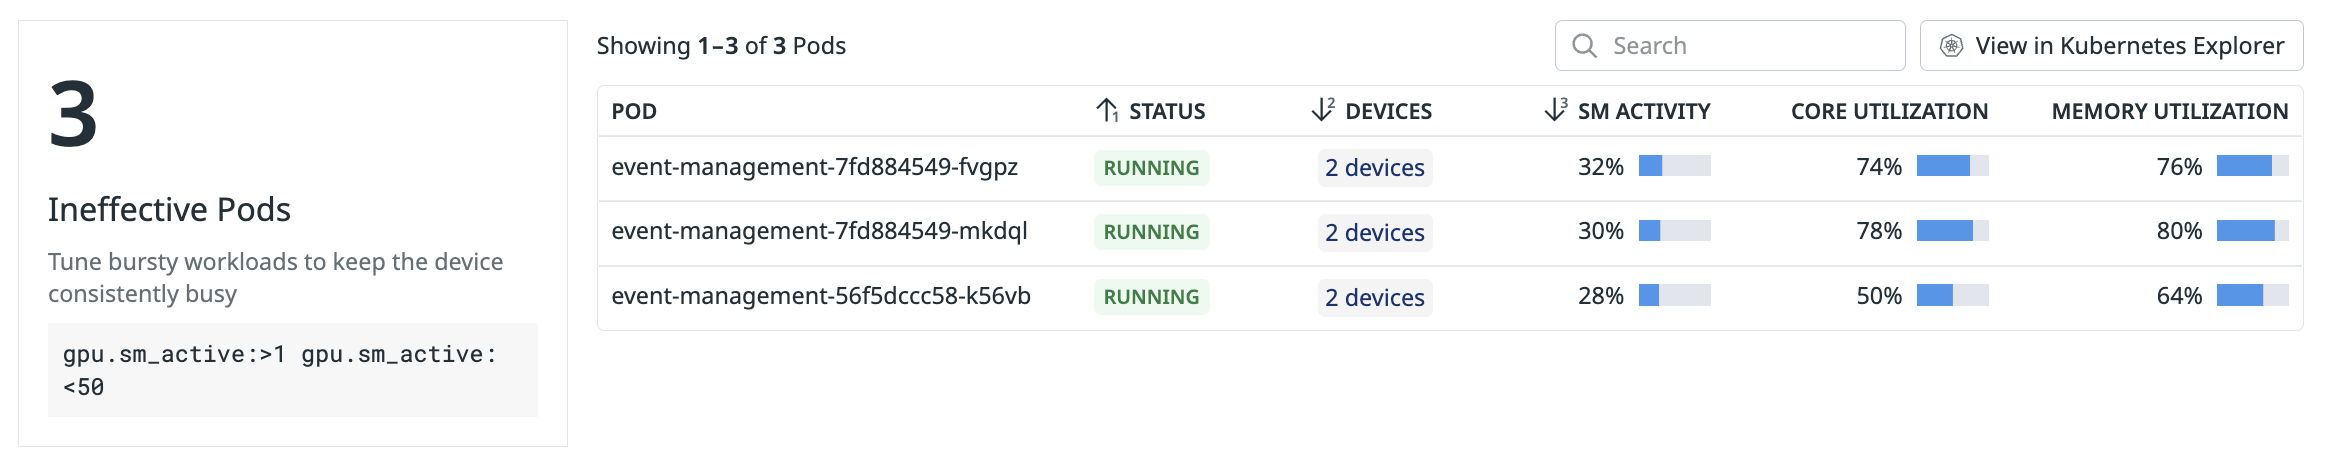 3
Ineffective Pods
Tune bursty workloads to keep the device
consistently busy
gpu.sm_active:>1 gpu.sm_active:
<50
Showing 1–3 of 3 Pods
Search
View in Kubernetes Explorer
POD 1 STATUS 2 DEVICES 3 SM ACTIVITY CORE UTILIZATION MEMORY UTILIZATION
event-management-7fd884549-fvgpz RUNNING 2 devices 32% 74% 76%
event-management-7fd884549-mkdql RUNNING 2 devices 30% 78% 80%
event-management-56f5dccc58-k56vb RUNNING 2 devices 28% 50% 64%